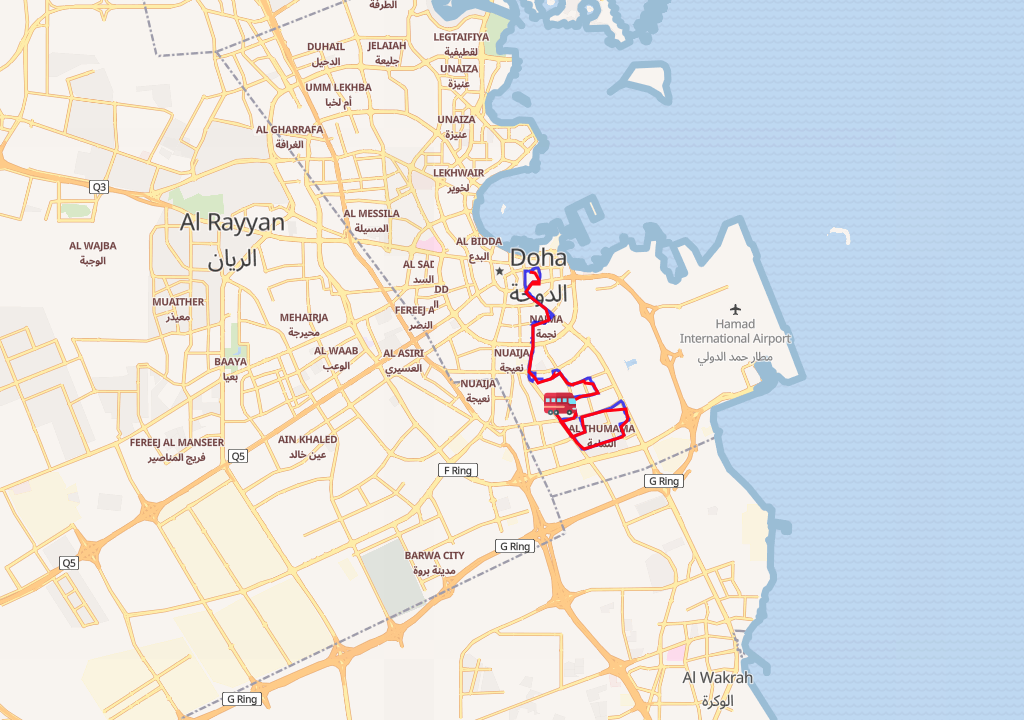 الطرفة
LEGTAIFIYA
لقطيفية
DUHAIL
الدحيل
JELAIAH
جليعة
UNAIZA
عنيزة
UMM LEKHBA
أم لخبا
UNAIZA
عنيزة
AL GHARRAFA
الغرافة
LEKHWAIR
لخوير
Q3
Al Rayyan
الريان
AL MESSILA
المسيلة
AL WAJBA
الوجبة
AL BIDDA
البدع
Doha
الدوحة
AL SAD
السد
DD
MUAITHER
معيذر
MEHAIRJA
محيرجة
FEREEJ A
النصر
NAJMA
نجمة
Hamad
International Airport
مطار حمد الدولي
AL WAAB
الوعب
AL ASIRI
العسيري
NUAIJA
نعيجة
BAAYA
بعيا
NUAIJA
نعيجة
AL THUMAMA
الثمامة
FEREEJ AL MANSEER
فريج المناصير
AIN KHALED
عين خالد
Q5
F Ring
G Ring
G Ring
BARWA CITY
مدينة بروة
Q5
Al Wakrah
الوكرة
G Ring